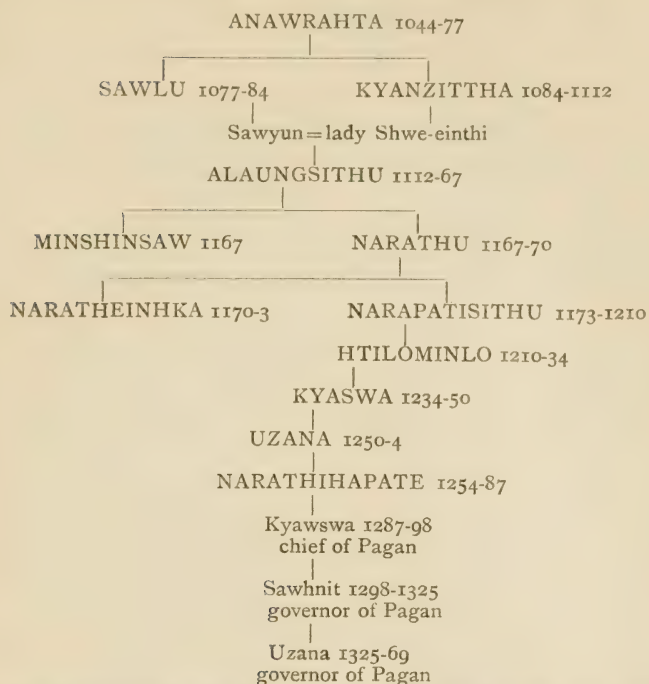 ANAWRAHTA 1044-77
SAWLU 1077-84 KYANZITTHA 1084-1112
Sawyun=lady Shwe-einthi
ALAUNGSITHU 1112-67
MINSHINSAW 1167 NARATHU 1167-70
NARATHEINHKA 1170-3 NARAPATISITHU 1173-1210
HTILOMINLO 1210-34
KYASWA 1234-50
UZANA 1250-4
NARATHIHAPATE 1254-87
Kyawswa 1287-98
chief of Pagan
Sawhnit 1298-1325
governor of Pagan
Uzana 1325-69
governor of Pagan